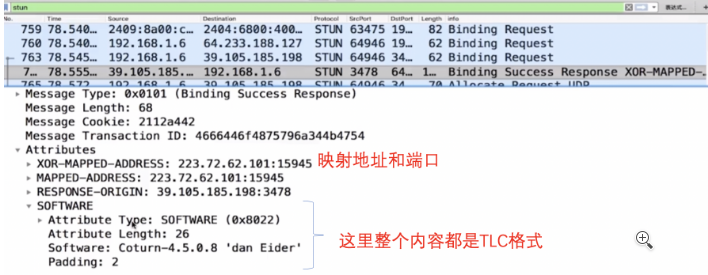 stun
表达式…
No. Time Source Destination Protocol SrcPort DstPort Length info
759 78.540… 2409:8a00:c… 2404:6800:400… STUN 63475 19… 82 Binding Request
760 78.540… 192.168.1.6 64.233.188.127 STUN 64946 19… 62 Binding Request
763 78.545… 192.168.1.6 39.105.185.198 STUN 64946 34… 62 Binding Request
7… 78.555… 39.105.185.… 192.168.1.6 STUN 3478 64… 1… Binding Success Response XOR-MAPPED-…
765 78.572… 192.168.1.6 39.105.185.198 STUN 64946 34… 70 Allocate Request UDP
Message Type: 0x0101 (Binding Success Response)
Message Length: 68
Message Cookie: 2112a442
Message Transaction ID: 4666446f4875796a344b4754
Attributes
XOR-MAPPED-ADDRESS: 223.72.62.101:15945 映射地址和端口
MAPPED-ADDRESS: 223.72.62.101:15945
RESPONSE-ORIGIN: 39.105.185.198:3478
SOFTWARE
Attribute Type: SOFTWARE (0x8022)
Attribute Length: 26 这里整个内容都是TLC格式
Software: Coturn-4.5.0.8 'dan Eider'
Padding: 2